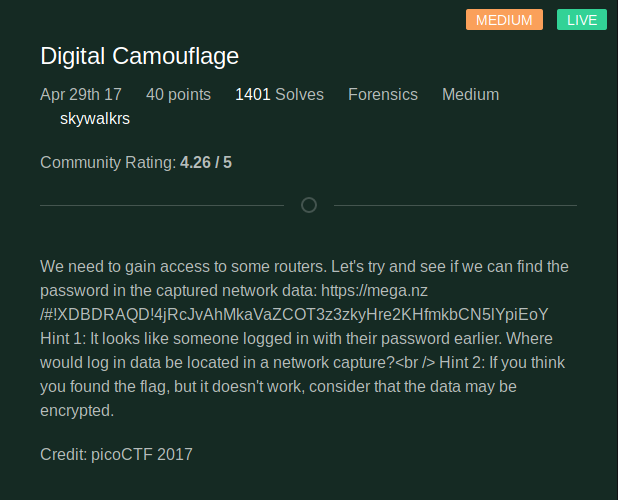 MEDIUM LIVE
Digital Camouflage
Apr 29th 17 40 points 1401 Solves Forensics Medium
skywalkrs
Community Rating: 4.26 / 5
We need to gain access to some routers. Let's try and see if we can find the
password in the captured network data: https://mega.nz
/#!XDBDRAQD!4jRcJvAhMkaVaZCOT3z3zkyHre2KHfmkbCN5lYpiEoY
Hint 1: It looks like someone logged in with their password earlier. Where
would log in data be located in a network capture?<br /> Hint 2: If you think
you found the flag, but it doesn't work, consider that the data may be
encrypted.
Credit: picoCTF 2017